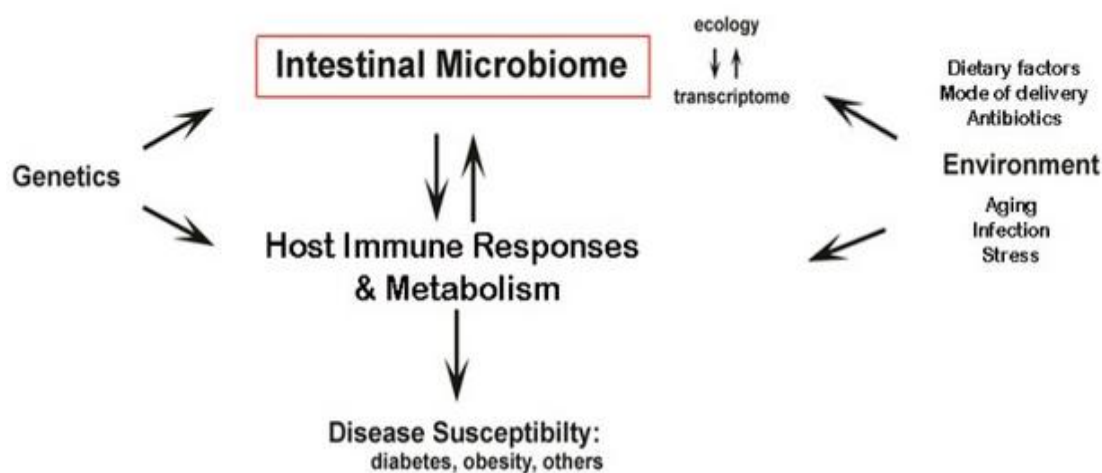 ecology
Intestinal Microbiome
transcriptome
Dietary factors
Mode of delivery
Antibiotics
Genetics
Environment
Aging
Infection
Stress
Host Immune Responses
& Metabolism
Disease Susceptibilty:
diabetes, obesity, others